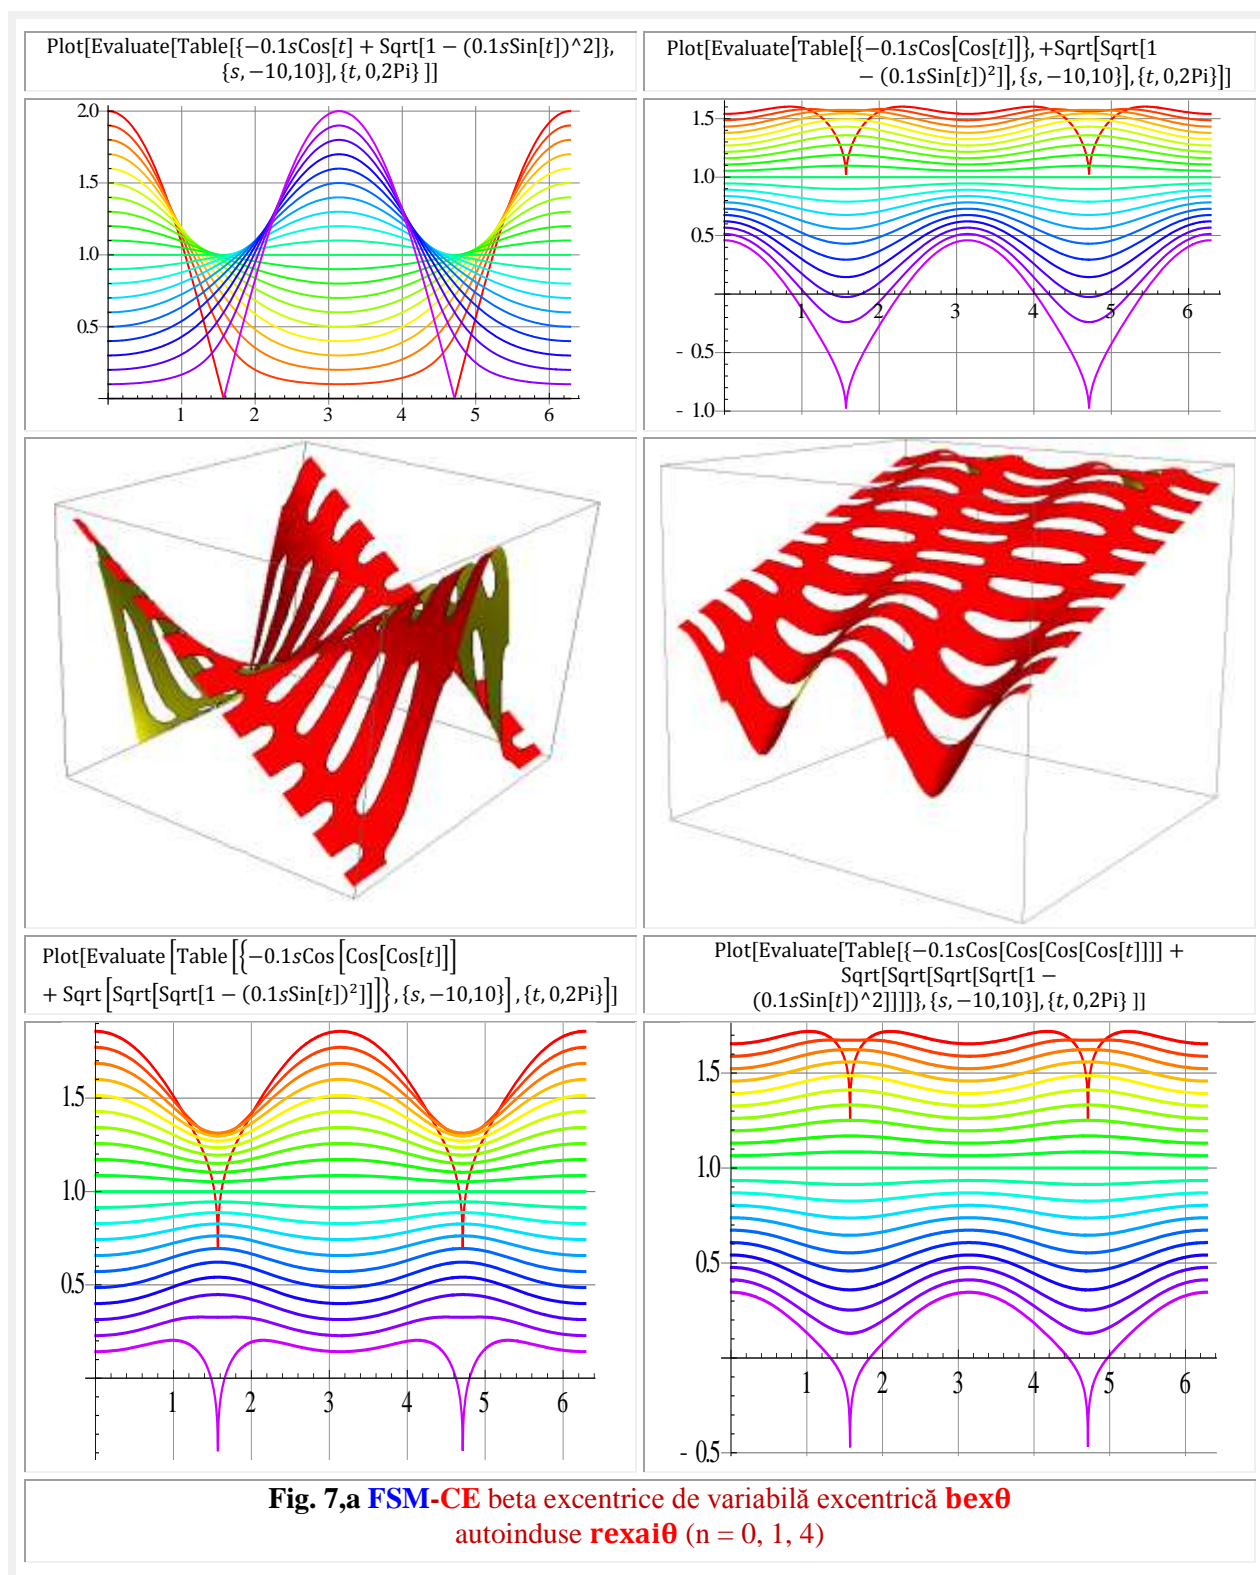 Plot[Evaluate[Table[{−0.1sCos[t] + Sqrt[1 − (0.1sSin[t])^2]},
{s, −10,10}], {t, 0,2Pi} ]]
Plot[Evaluate[Table[{−0.1sCos[Cos[t]]}, +Sqrt[Sqrt[1
− (0.1sSin[t])²]], {s, −10,10}], {t, 0,2Pi}]]
2.0
1.5
1.0
0.5
1 2 3 4 5 6
1.5
1.0
0.5
1 2 3 4 5 6
- 0.5
- 1.0
Plot[Evaluate [Table [{−0.1sCos [Cos[Cos[t]]]
+ Sqrt [Sqrt[Sqrt[1 − (0.1sSin[t])²]]]} , {s, −10,10}] , {t, 0,2Pi}]]
Plot[Evaluate[Table[{−0.1sCos[Cos[Cos[Cos[t]]]] +
Sqrt[Sqrt[Sqrt[Sqrt[1 −
(0.1sSin[t])^2]]]]}, {s, −10,10}], {t, 0,2Pi} ]]
1.5
1.0
0.5
1 2 3 4 5 6
1.5
1.0
0.5
1 2 3 4 5 6
- 0.5
Fig. 7,a FSM-CE beta excentrice de variabilă excentrică bexθ
autoinduse rexaiθ (n = 0, 1, 4)